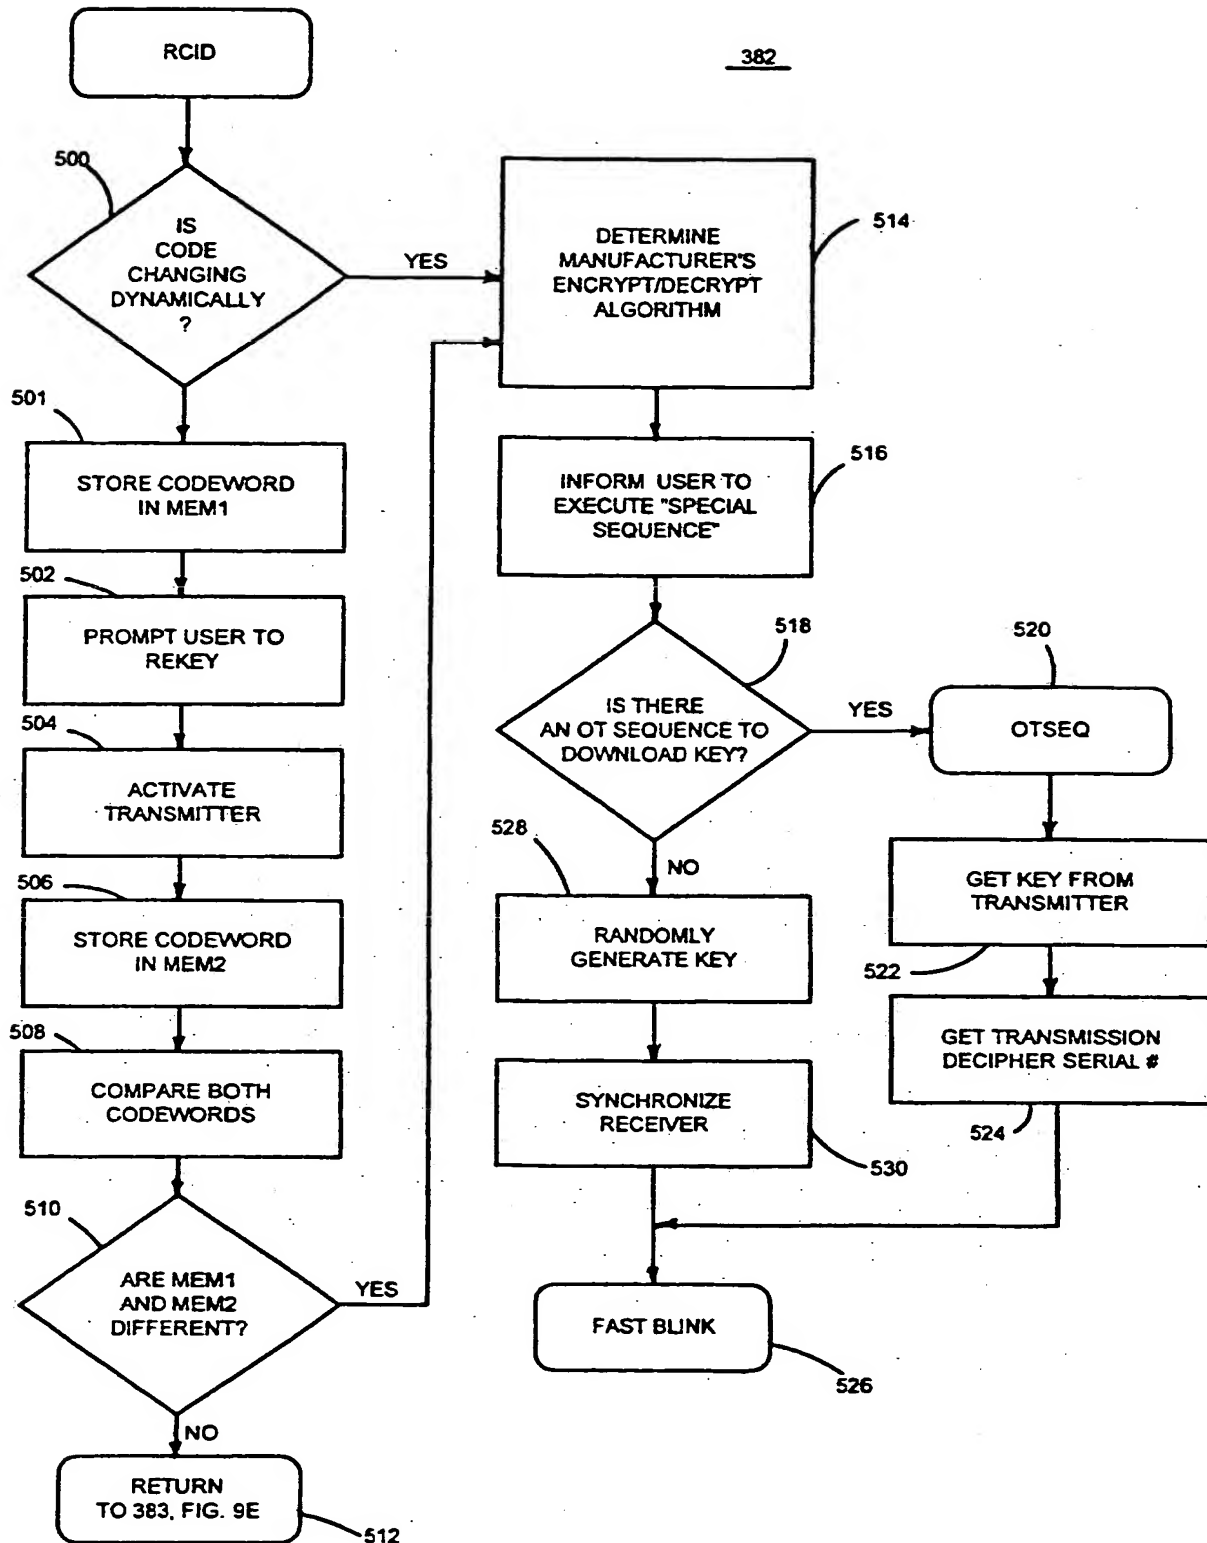 RCID
382
500
IS
CODE
CHANGING
DYNAMICALLY
?
YES
501
STORE CODEWORD
IN MEM1
502
PROMPT USER TO
REKEY
504
ACTIVATE
TRANSMITTER
506
STORE CODEWORD
IN MEM2
508
COMPARE BOTH
CODEWORDS
510
ARE MEM1
AND MEM2
DIFFERENT?
YES
NO
RETURN
TO 383, FIG. 9E
512
DETERMINE
MANUFACTURER'S
ENCRYPT/DECRYPT
ALGORITHM
514
INFORM USER TO
EXECUTE "SPECIAL
SEQUENCE"
516
518
IS THERE
AN OT SEQUENCE TO
DOWNLOAD KEY?
YES
NO
520
OTSEQ
GET KEY FROM
TRANSMITTER
522
GET TRANSMISSION
DECIPHER SERIAL #
524
528
RANDOMLY
GENERATE KEY
SYNCHRONIZE
RECEIVER
530
FAST BLINK
526